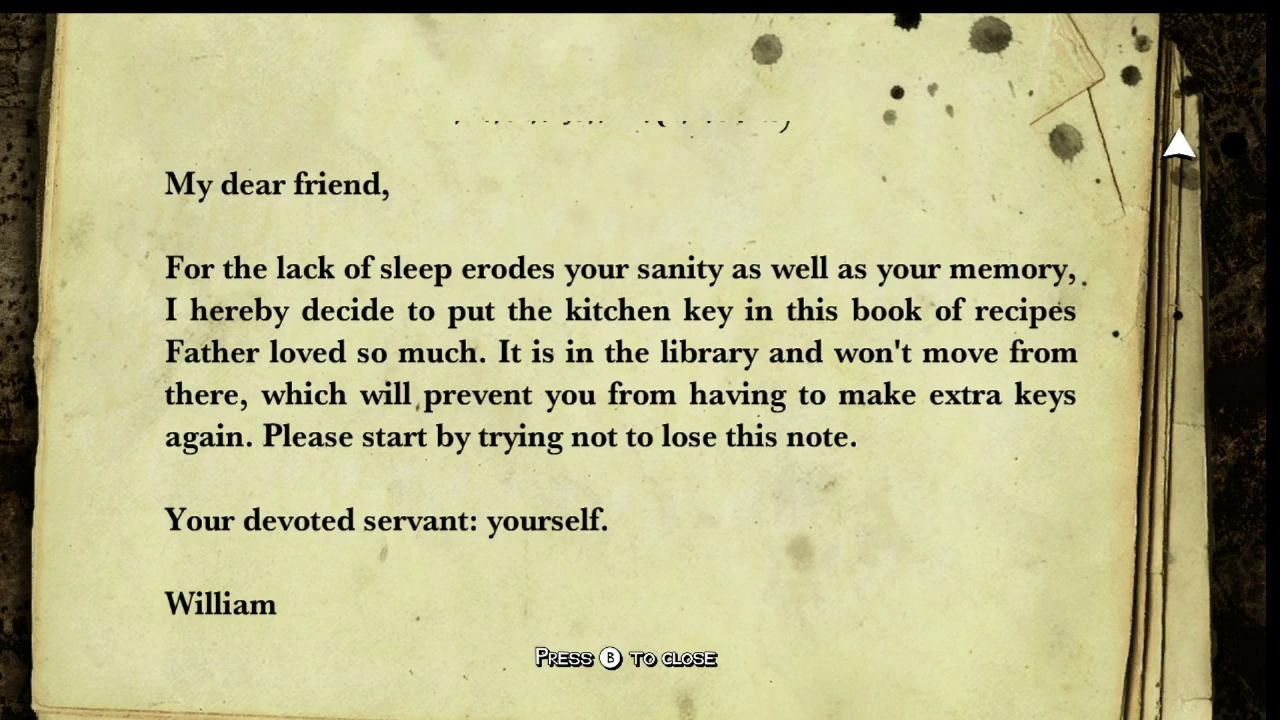 My dear friend,
For the lack of sleep erodes your sanity as well as your memory,
I hereby decide to put the kitchen key in this book of recipes
Father loved so much. It is in the library and won't move from
there, which will prevent you from having to make extra keys
again. Please start by trying not to lose this note.
Your devoted servant: yourself.
William
Press B to close